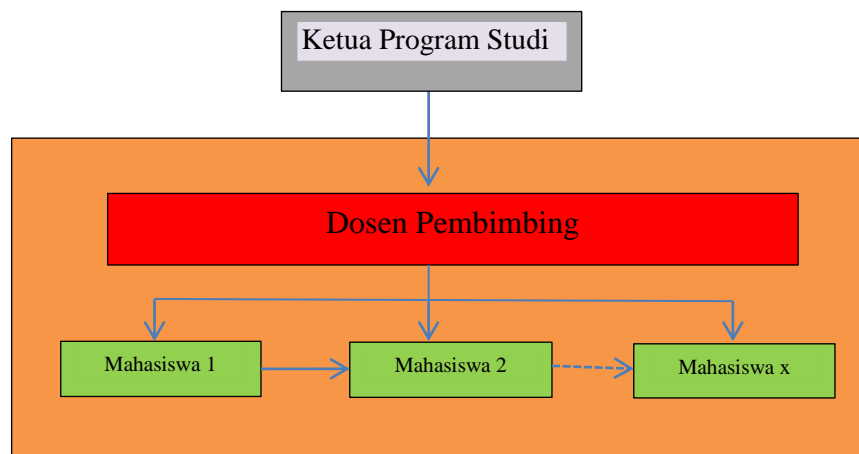 Ketua Program Studi
Dosen Pembimbing
Mahasiswa 1
Mahasiswa 2
Mahasiswa x